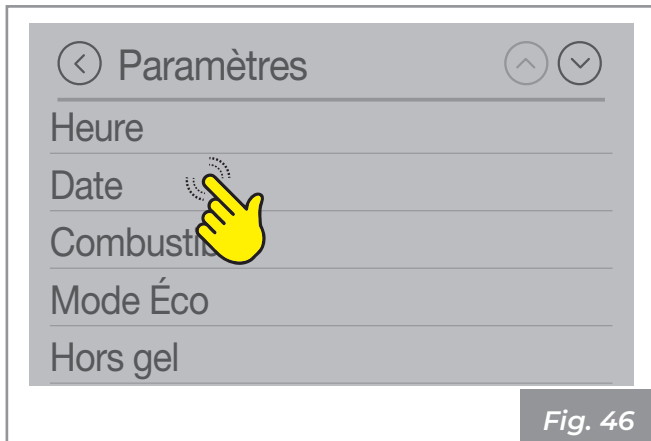 Paramètres
Heure
Date
Combustib
Mode Éco
Hors gel
Fig. 46